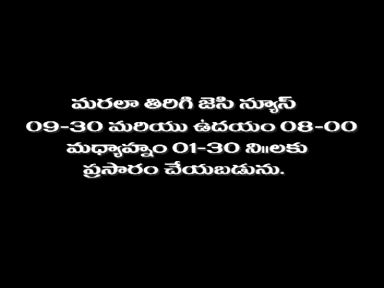 మరలా తిరిగి జెసి న్యూస్
09-30 మరియు ఉదయం 08-00
మధ్యాహ్నం 01-30 ని॥లకు
ప్రసారం చేయబడును.